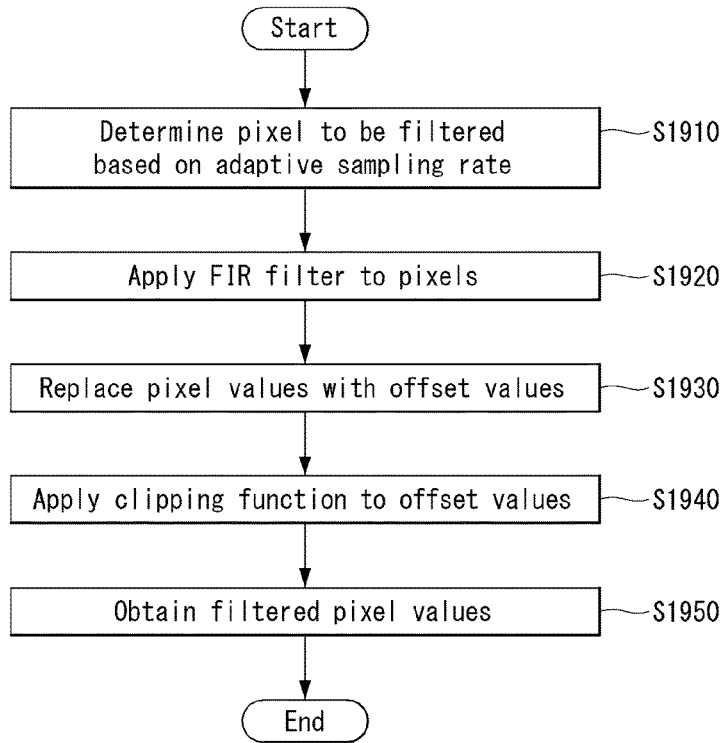 Start
Determine pixel to be filtered
based on adaptive sampling rate
S1910
Apply FIR filter to pixels
S1920
Replace pixel values with offset values
S1930
Apply clipping function to offset values
S1940
Obtain filtered pixel values
S1950
End